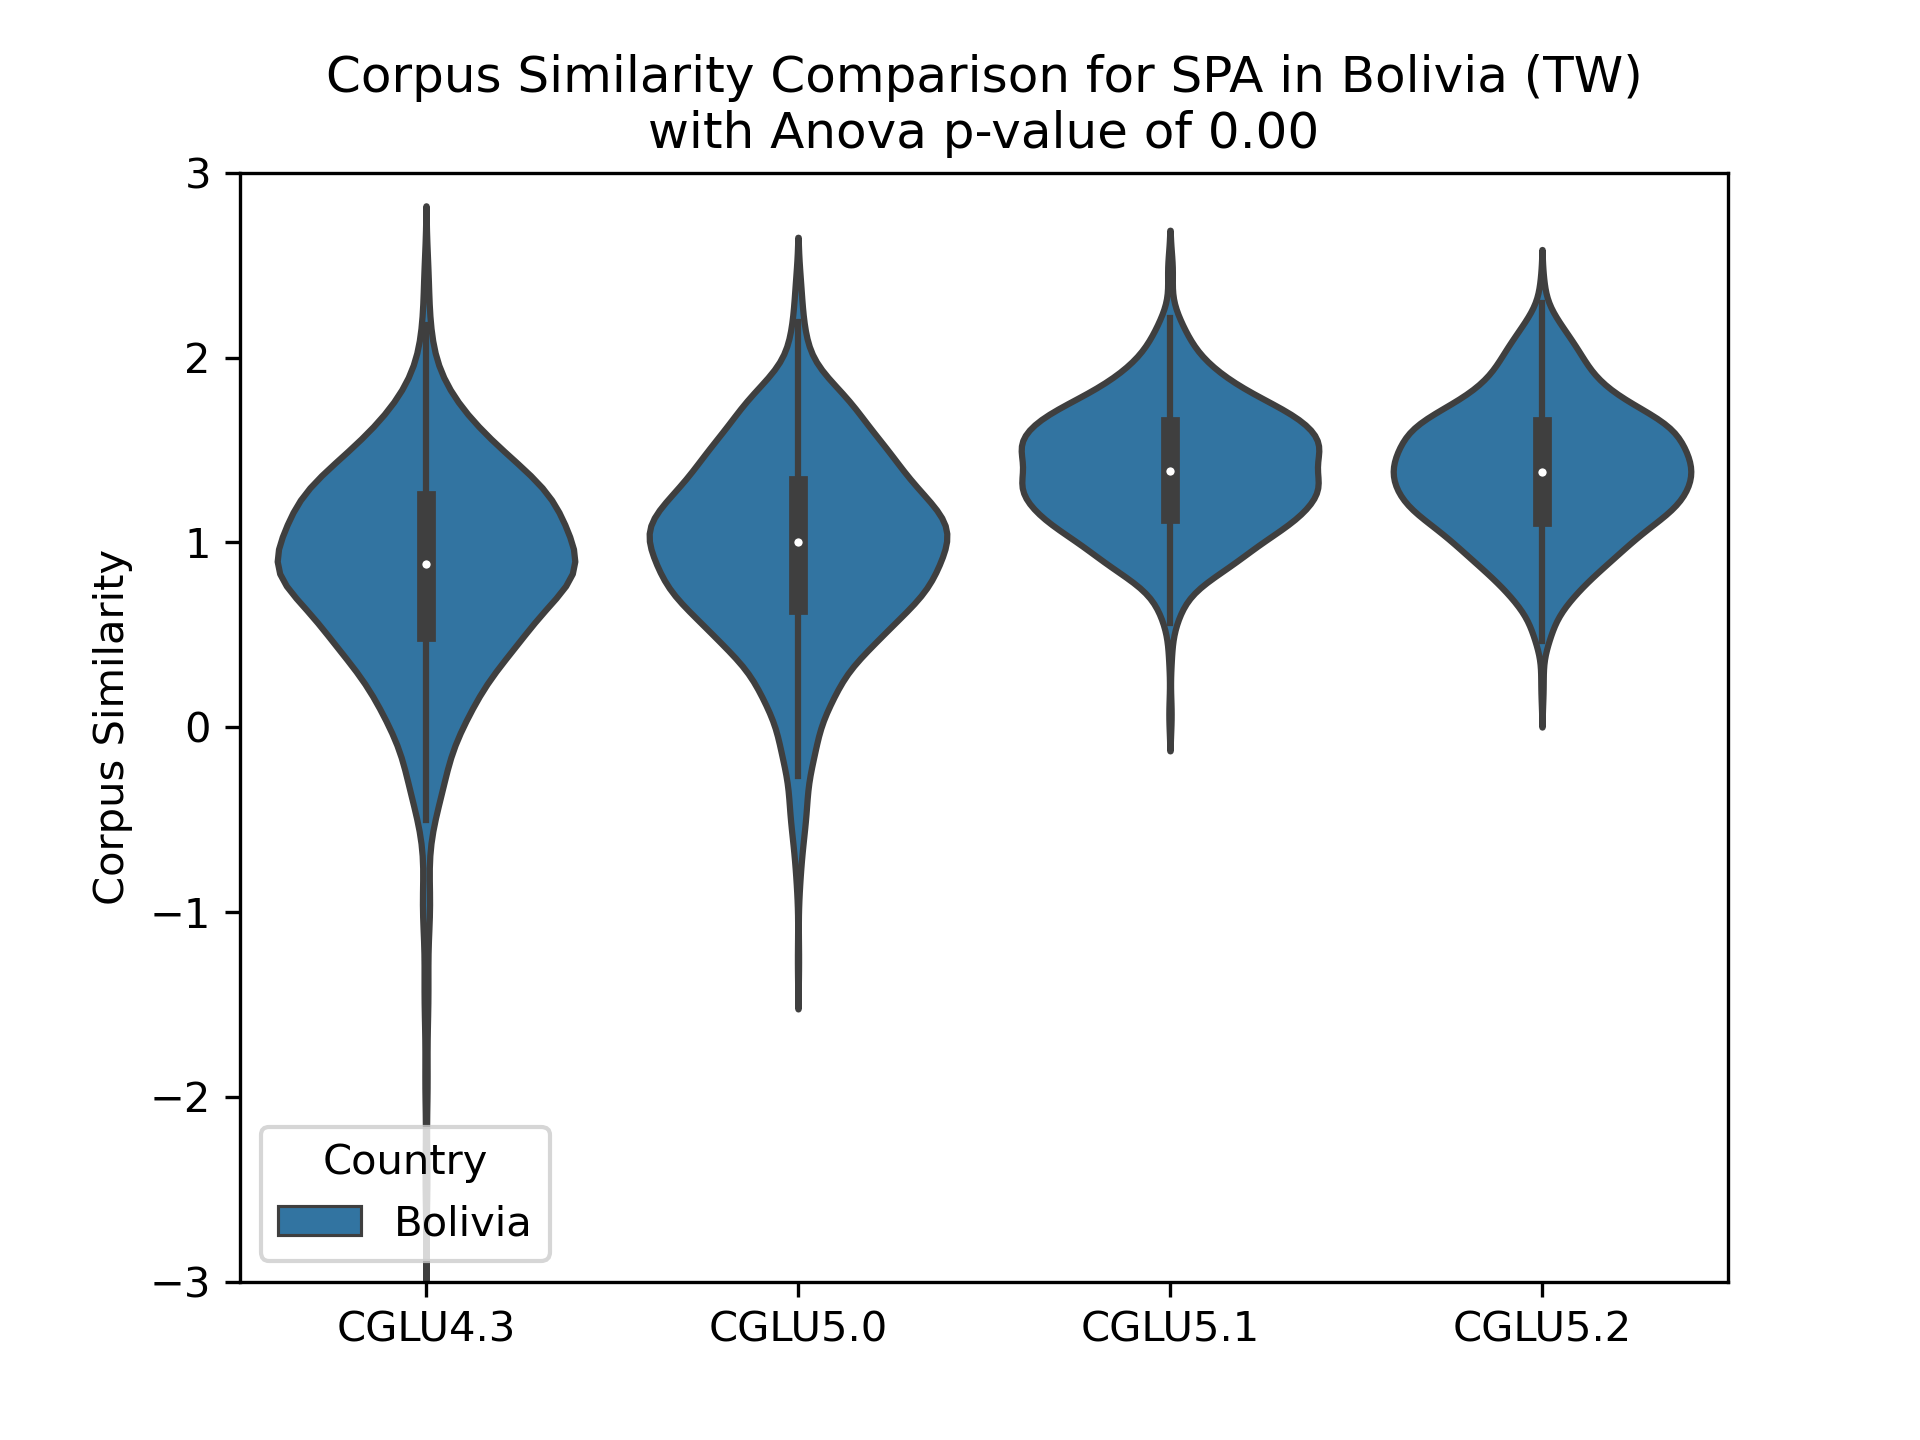 Corpus Similarity Comparison for SPA in Bolivia (TW)
with Anova p-value of 0.00
3
2
1
0
−1
−2
−3
Corpus Similarity
Country
Bolivia
CGLU4.3
CGLU5.0
CGLU5.1
CGLU5.2